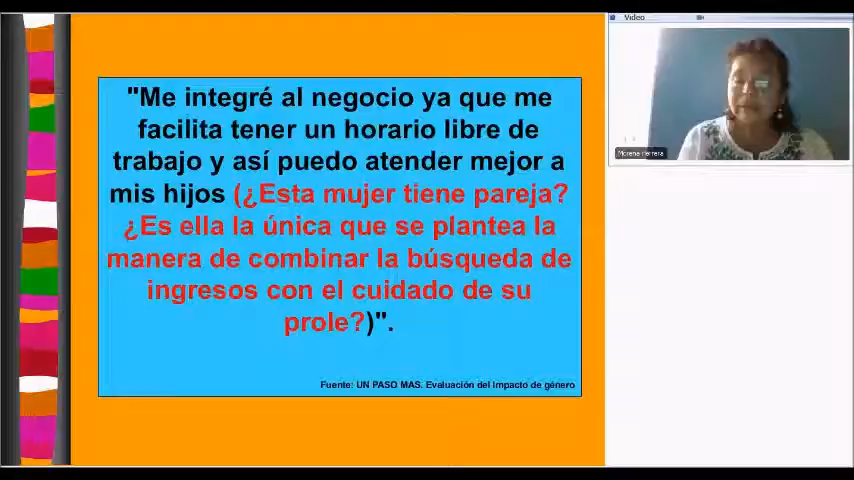 "Me integré al negocio ya que me
facilita tener un horario libre de
trabajo y así puedo atender mejor a
mis hijos (¿Esta mujer tiene pareja?
¿Es ella la única que se plantea la
manera de combinar la búsqueda de
ingresos con el cuidado de su
prole?)".
Fuente: UN PASO MAS. Evaluación del Impacto de género
Video
Morena Herrera